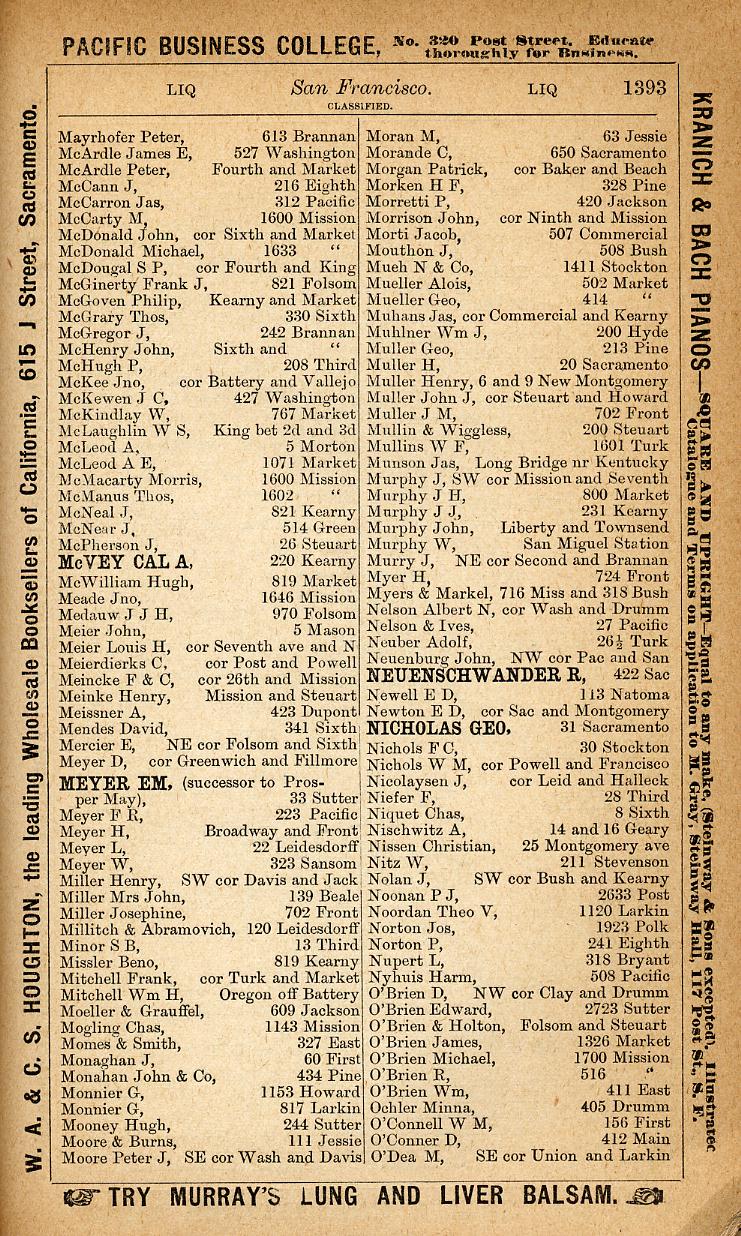 PACIFIC BUSINESS COLLEGE, No. 320 Post Street. Educate
thoroughly for Business.
LIQ San Francisco. LIQ 1393
CLASSIFIED.
Mayrhofer Peter, 613 Brannan
McArdle James E, 527 Washington
McArdle Peter, Fourth and Market
McCann J, 216 Eighth
McCarron Jas, 312 Pacific
McCarty M, 1600 Mission
McDonald John, cor Sixth and Market
McDonald Michael, 1633 “
McDougal S P, cor Fourth and King
McGinerty Frank J, 821 Folsom
McGoven Philip, Kearny and Market
McGrary Thos, 330 Sixth
McGregor J, 242 Brannan
McHenry John, Sixth and “
McHugh P, 208 Third
McKee Jno, cor Battery and Vallejo
McKewen J C, 427 Washington
McKindlay W, 767 Market
McLaughlin W S, King bet 2d and 3d
McLeod A, 5 Morton
McLeod A E, 1071 Market
McMacarty Morris, 1600 Mission
McManus Thos, 1602 “
McNeal J, 821 Kearny
McNear J, 514 Green
McPherson J, 26 Steuart
McVEY CAL A, 220 Kearny
McWilliam Hugh, 819 Market
Meade Jno, 1646 Mission
Medauw J J H, 970 Folsom
Meier John, 5 Mason
Meier Louis H, cor Seventh ave and N
Meierdierks C, cor Post and Powell
Meincke F & C, cor 26th and Mission
Meinke Henry, Mission and Steuart
Meissner A, 423 Dupont
Mendes David, 341 Sixth
Mercier E, NE cor Folsom and Sixth
Meyer D, cor Greenwich and Fillmore
MEYER EM, (successor to Pros-
per May), 33 Sutter
Meyer F R, 223 Pacific
Meyer H, Broadway and Front
Meyer L, 22 Leidesdorff
Meyer W, 323 Sansom
Miller Henry, SW cor Davis and Jack
Miller Mrs John, 139 Beale
Miller Josephine, 702 Front
Millitch & Abramovich, 120 Leidesdorff
Minor S B, 13 Third
Missler Beno, 819 Kearny
Mitchell Frank, cor Turk and Market
Mitchell Wm H, Oregon off Battery
Moeller & Grauffel, 609 Jackson
Mogling Chas, 1143 Mission
Momes & Smith, 327 East
Monaghan J, 60 First
Monahan John & Co, 434 Pine
Monnier G, 1153 Howard
Monnier G, 817 Larkin
Mooney Hugh, 244 Sutter
Moore & Burns, 111 Jessie
Moore Peter J, SE cor Wash and Davis
Moran M, 63 Jessie
Morande C, 650 Sacramento
Morgan Patrick, cor Baker and Beach
Morken H F, 328 Pine
Morretti P, 420 Jackson
Morrison John, cor Ninth and Mission
Morti Jacob, 507 Commercial
Mouthon J, 508 Bush
Mueh N & Co, 1411 Stockton
Mueller Alois, 502 Market
Mueller Geo, 414 “
Muhans Jas, cor Commercial and Kearny
Muhlner Wm J, 200 Hyde
Muller Geo, 213 Pine
Muller H, 20 Sacramento
Muller Henry, 6 and 9 New Montgomery
Muller John J, cor Steuart and Howard
Muller J M, 702 Front
Mullin & Wiggless, 200 Steuart
Mullins W F, 1601 Turk
Munson Jas, Long Bridge nr Kentucky
Murphy J, SW cor Mission and Seventh
Murphy J H, 800 Market
Murphy J J, 231 Kearny
Murphy John, Liberty and Townsend
Murphy W, San Miguel Station
Murry J, NE cor Second and Brannan
Myer H, 724 Front
Myers & Markel, 716 Miss and 318 Bush
Nelson Albert N, cor Wash and Drumm
Nelson & Ives, 27 Pacific
Neuber Adolf, 26½ Turk
Neuenburg John, NW cor Pac and San
NEUENSCHWANDER R, 422 Sac
Newell E D, 113 Natoma
Newton E D, cor Sac and Montgomery
NICHOLAS GEO. 31 Sacramento
Nichols F C, 30 Stockton
Nichols W M, cor Powell and Francisco
Nicolaysen J, cor Leid and Halleck
Niefer F, 28 Third
Niquet Chas, 8 Sixth
Nischwitz A, 14 and 16 Geary
Nissen Christian, 25 Montgomery ave
Nitz W, 211 Stevenson
Nolan J, SW cor Bush and Kearny
Noonan P J, 2633 Post
Noordan Theo V, 1120 Larkin
Norton Jos, 1923 Polk
Norton P, 241 Eighth
Nupert L, 318 Bryant
Nyhuis Harm, 508 Pacific
O'Brien D, NW cor Clay and Drumm
O'Brien Edward, 2723 Sutter
O'Brien & Holton, Folsom and Steuart
O'Brien James, 1326 Market
O'Brien Michael, 1700 Mission
O'Brien R, 516 “
O'Brien Wm, 411 East
Ochler Minna, 405 Drumm
O'Connell W M, 156 First
O'Conner D, 412 Main
O'Dea M, SE cor Union and Larkin
TRY MURRAY'S LUNG AND LIVER BALSAM.
W. A. & C. S. HOUGHTON, the leading Wholesale Booksellers of California, 615 J Street, Sacramento.
KRANICH & BACH PIANOS—SQUARE AND UPRIGHT—Equal to any make, (Steinway & Sons excepted). Illustrated
Catalogue and Terms on application to M. Gray, Steinway Hall, 117 Post St., S. F.